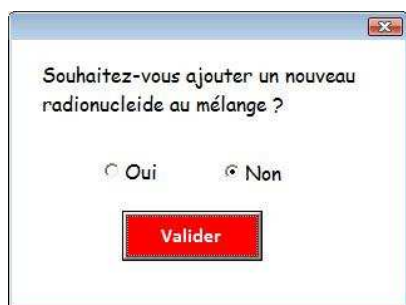 Souhaitez-vous ajouter un nouveau
radionucleide au mélange ?
Oui Non
Valider